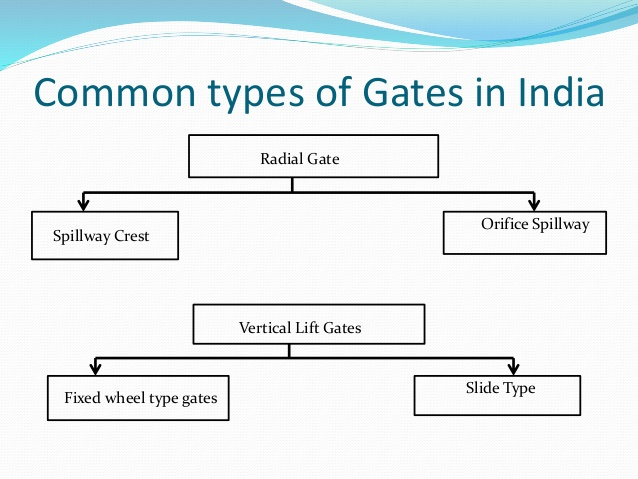 Common types of Gates in India
Radial Gate
Spillway Crest
Orifice Spillway
Vertical Lift Gates
Fixed wheel type gates
Slide Type